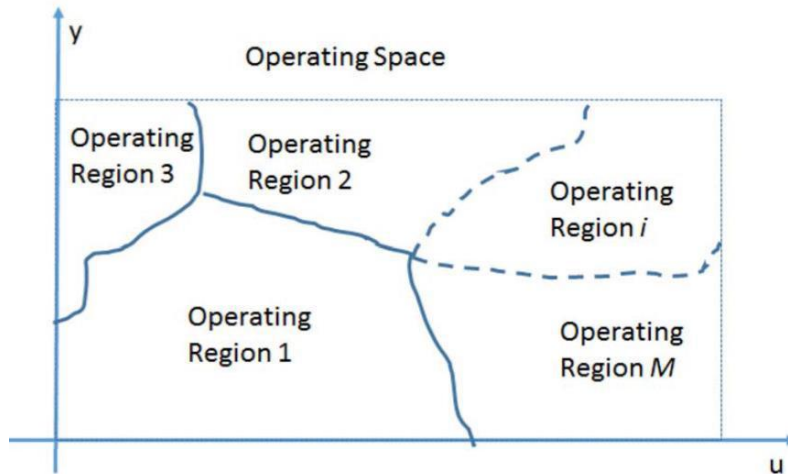 y
Operating Space
Operating
Region 3
Operating
Region 2
Operating
Region i
Operating
Region 1
Operating
Region M
u